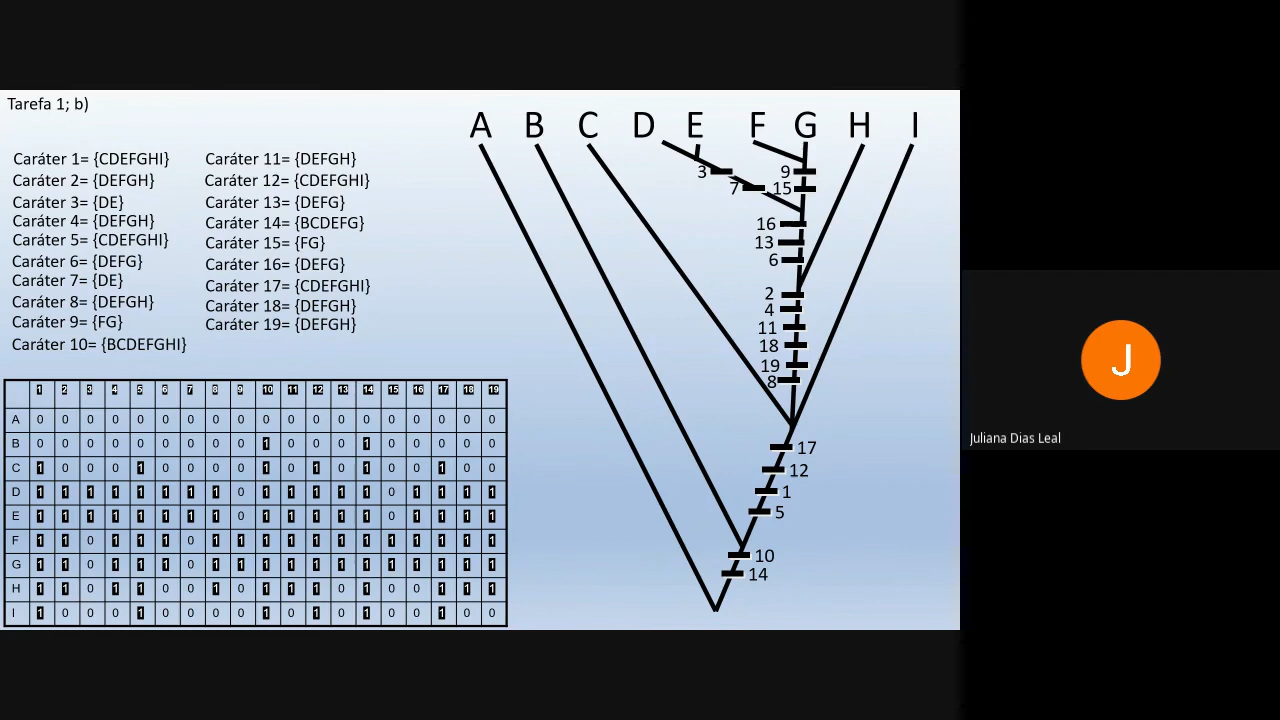 Tarefa 1; b)
Caráter 1= {CDEFGHI}
Caráter 2= {DEFGH}
Caráter 3= {DE}
Caráter 4= {DEFGH}
Caráter 5= {CDEFGHI}
Caráter 6= {DEFG}
Caráter 7= {DE}
Caráter 8= {DEFGH}
Caráter 9= {FG}
Caráter 10= {BCDEFGHI}
Caráter 11= {DEFGH}
Caráter 12= {CDEFGHI}
Caráter 13= {DEFG}
Caráter 14= {BCDEFG}
Caráter 15= {FG}
Caráter 16= {DEFG}
Caráter 17= {CDEFGHI}
Caráter 18= {DEFGH}
Caráter 19= {DEFGH}
1 2 3 4 5 6 7 8 9 10 11 12 13 14 15 16 17 18 19
A 0 0 0 0 0 0 0 0 0 0 0 0 0 0 0 0 0 0 0
B 0 0 0 0 0 0 0 0 0 1 0 0 0 1 0 0 0 0 0
C 1 0 0 0 1 0 0 0 0 1 0 1 0 1 0 0 1 0 0
D 1 1 1 1 1 1 1 1 0 1 1 1 1 1 0 1 1 1 1
E 1 1 1 1 1 1 1 1 0 1 1 1 1 1 0 1 1 1 1
F 1 1 0 1 1 1 0 1 1 1 1 1 1 1 1 1 1 1 1
G 1 1 0 1 1 1 0 1 1 1 1 1 1 1 1 1 1 1 1
H 1 1 0 1 1 0 0 1 0 1 1 1 0 1 0 0 1 1 1
I 1 0 0 0 1 0 0 0 0 1 0 1 0 1 0 0 1 0 0
A B C D E F G H I
3
9
7
15
16
13
6
2
4
11
18
19
8
17
12
1
5
10
14
J
Juliana Dias Leal